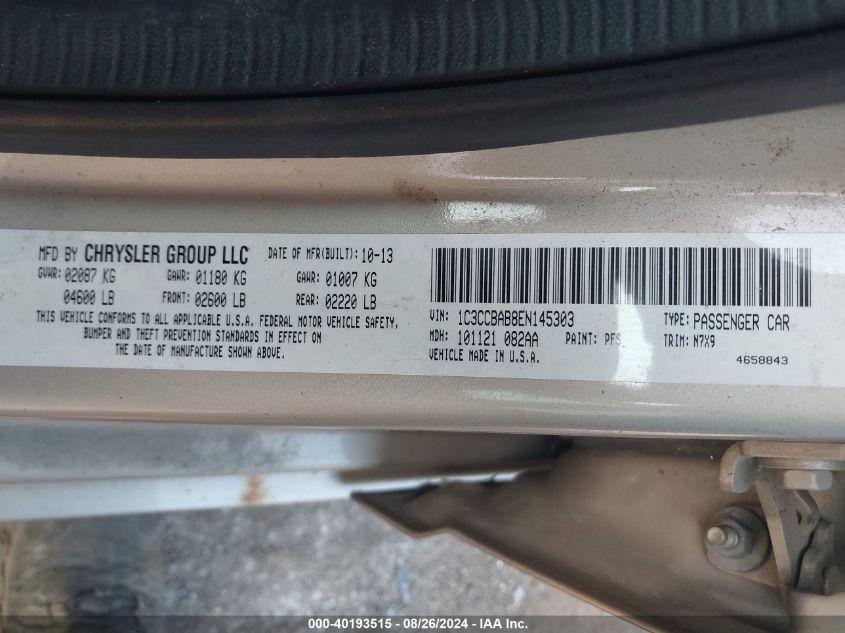 MFD BY CHRYSLER GROUP LLC DATE OF MFR(BUILT): 10-13
GVWR: 02087 KG GAWR: 01180 KG GAWR: 01007 KG
04600 LB FRONT: 02600 LB REAR: 02220 LB
THIS VEHICLE CONFORMS TO ALL APPLICABLE U.S.A. FEDERAL MOTOR VEHICLE SAFETY,
BUMPER AND THEFT PREVENTION STANDARDS IN EFFECT ON
THE DATE OF MANUFACTURE SHOWN ABOVE.
VIN: 1C3CCBAB8EN145303 TYPE: PASSENGER CAR
MDH: 101121 082AA PAINT: PFS TRIM: N7X9
VEHICLE MADE IN U.S.A.
4658843
000-40193515 - 08/26/2024 - IAA Inc.